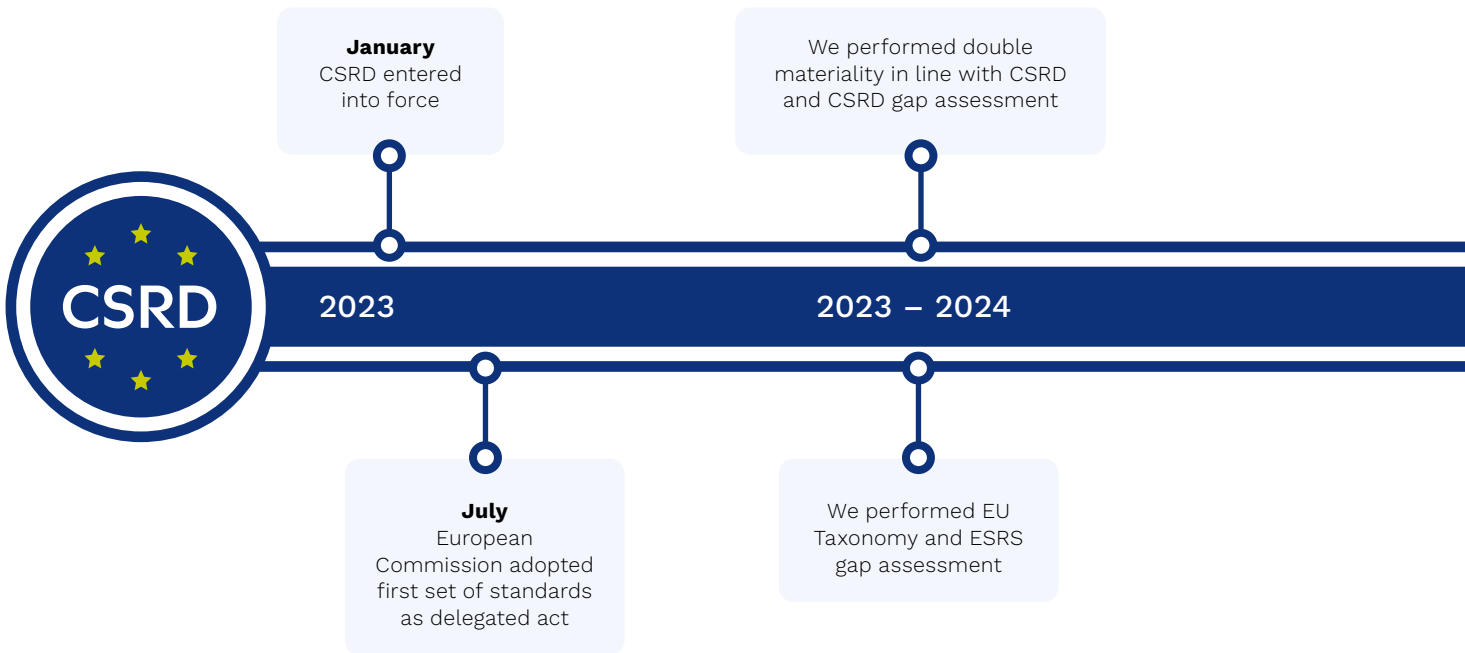 January
CSRD entered
into force
We performed double
materiality in line with CSRD
and CSRD gap assessment
CSRD
2023
2023 – 2024
July
European
Commission adopted
first set of standards
as delegated act
We performed EU
Taxonomy and ESRS
gap assessment